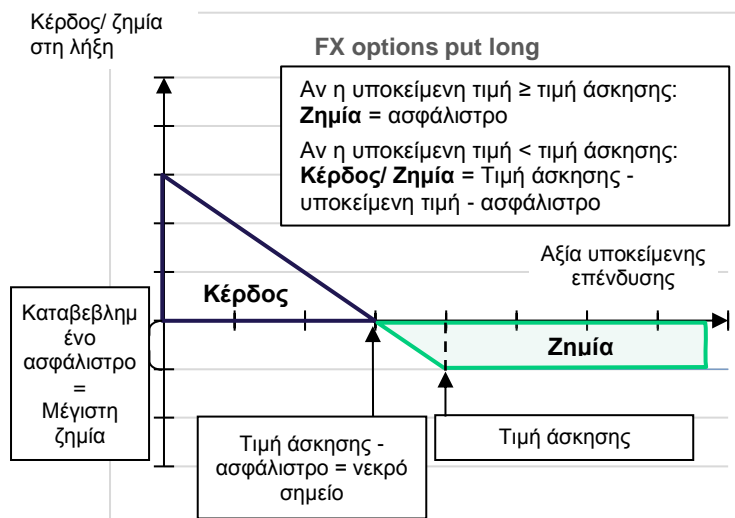 Κέρδος/ ζημία
στη λήξη
FX options put long
Αν η υποκείμενη τιμή ≥ τιμή άσκησης:
Ζημία = ασφάλιστρο
Αν η υποκείμενη τιμή < τιμή άσκησης:
Κέρδος/ Ζημία = Τιμή άσκησης -
υποκείμενη τιμή - ασφάλιστρο
Αξία υποκείμενης
επένδυσης
Κέρδος
Καταβεβλημ
ένο
ασφάλιστρο
=
Μέγιστη
ζημία
Ζημία
Τιμή άσκησης -
ασφάλιστρο = νεκρό
σημείο
Τιμή άσκησης